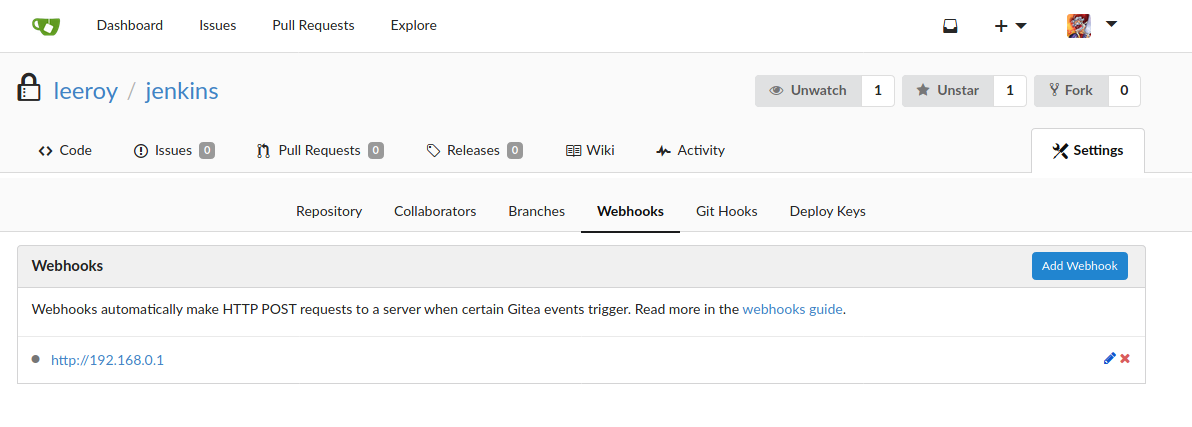 Dashboard Issues Pull Requests Explore
leeroy / jenkins Unwatch 1 Unstar 1 Fork 0
Code Issues 0 Pull Requests 0 Releases 0 Wiki Activity Settings
Repository Collaborators Branches Webhooks Git Hooks Deploy Keys
Webhooks Add Webhook
Webhooks automatically make HTTP POST requests to a server when certain Gitea events trigger. Read more in the webhooks guide.
http://192.168.0.1